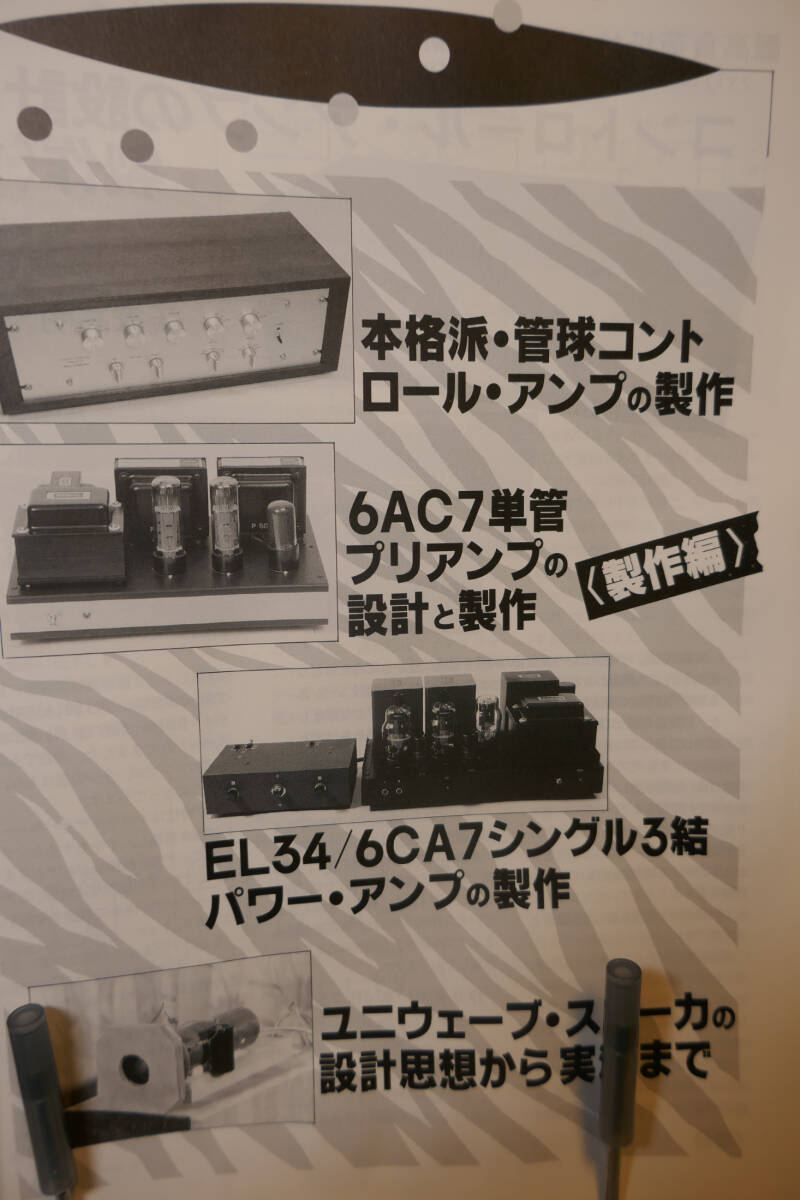 本格派・管球コント
ロール・アンプの製作
6AC7単管
プリアンプの
設計と製作
〈製作編〉
EL34/6CA7シングル3結
パワー・アンプの製作
ユニウェーブ・ス ーカの
設計思想から実 まで